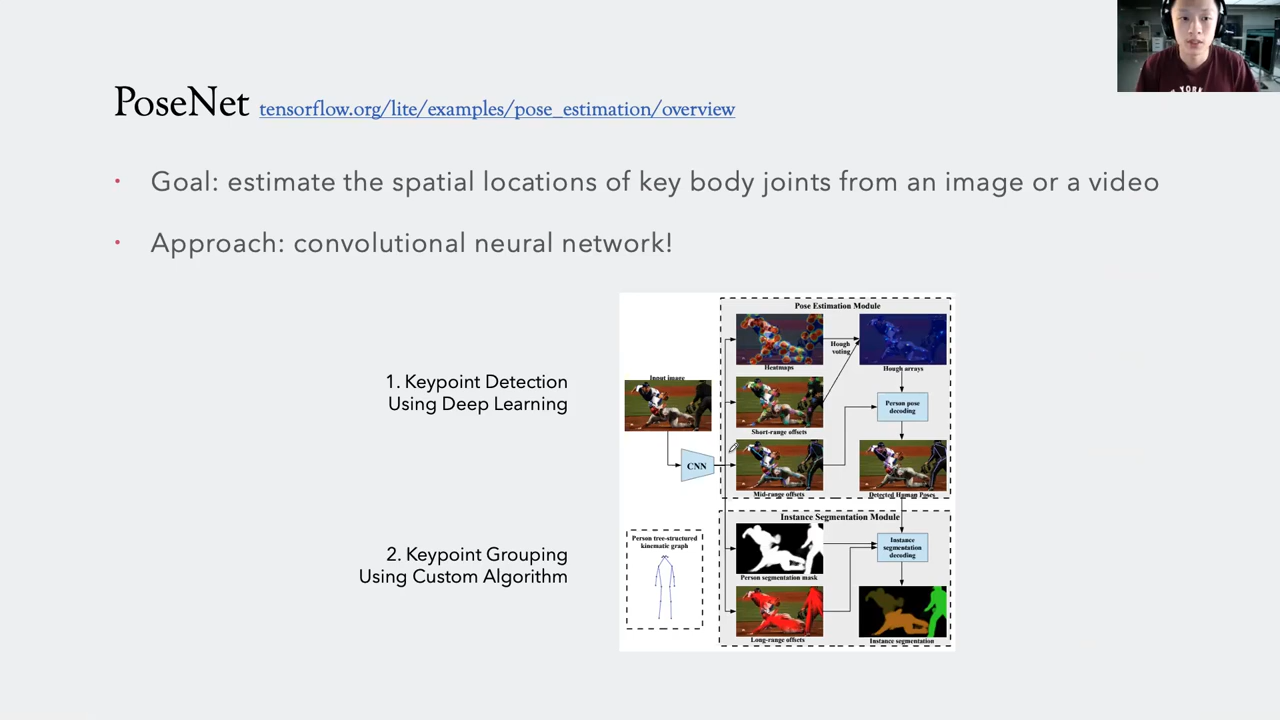 PoseNet tensorflow.org/lite/examples/pose_estimation/overview
• Goal: estimate the spatial locations of key body joints from an image or a video
• Approach: convolutional neural network!
1. Keypoint Detection
Using Deep Learning
2. Keypoint Grouping
Using Custom Algorithm
Input image
CNN
Person tree-structured
kinematic graph
Pose Estimation Module
Heatmaps
Hough
voting
Hough arrays
Short-range offsets
Person pose
decoding
Mid-range offsets
Detected Human Poses
Instance Segmentation Module
Person segmentation mask
Instance
segmentation
decoding
Long-range offsets
Instance segmentation
YORK